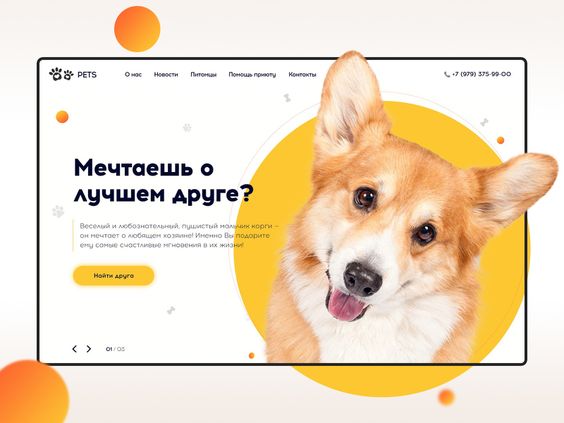 PETS
О нас Новости Питомцы Помощь приюту Контакты
+7 (979) 375-99-00
Мечтаешь о
лучшем друге?
Веселый и любознательный, пушистый мальчик корги –
он мечтает о любящем хозяине! Именно Вы подарите
ему самые счастливые мгновения в их жизни!
Найти друга
01 / 03